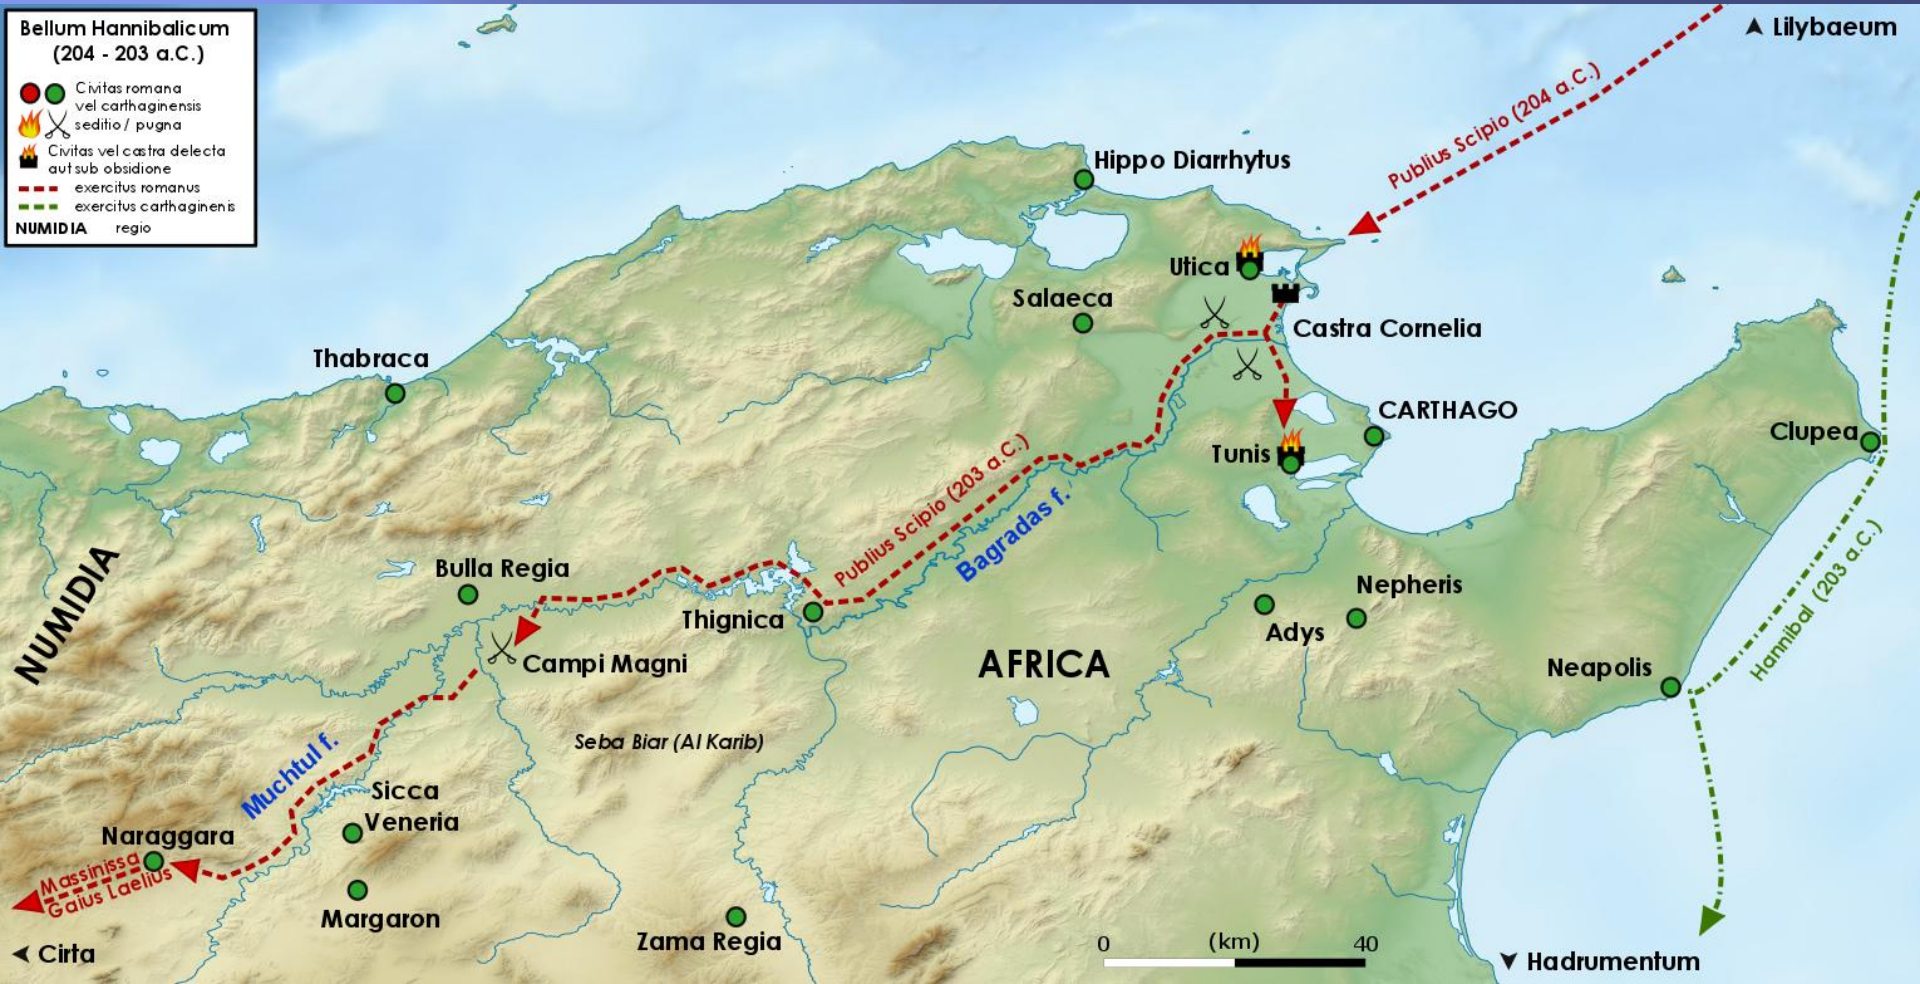 Bellum Hannibalicum
(204 - 203 a.C.)
Civitas romana
vel carthaginensis
seditio / pugna
Civitas vel castra delecta
aut sub obsidione
exercitus romanus
exercitus carthaginenis
NUMIDIA regio
Lilybaeum
Publius Scipio (204 a.C.)
Hippo Diarrhytus
Utica
Salaeca
Castra Cornelia
Thabraca
CARTHAGO
Clupea
Tunis
Publius Scipio (203 a.C.)
Bagradas f.
Hannibal (203 a.C.)
NUMIDIA
Bulla Regia
Thignica
Nepheris
Adys
Campi Magni
AFRICA
Neapolis
Seba Biar (Al Karib)
Muchtul f.
Sicca
Veneria
Naraggara
Massinissa
Gaius Laelius
Margaron
Zama Regia
Cirta
0 (km) 40
Hadrumentum